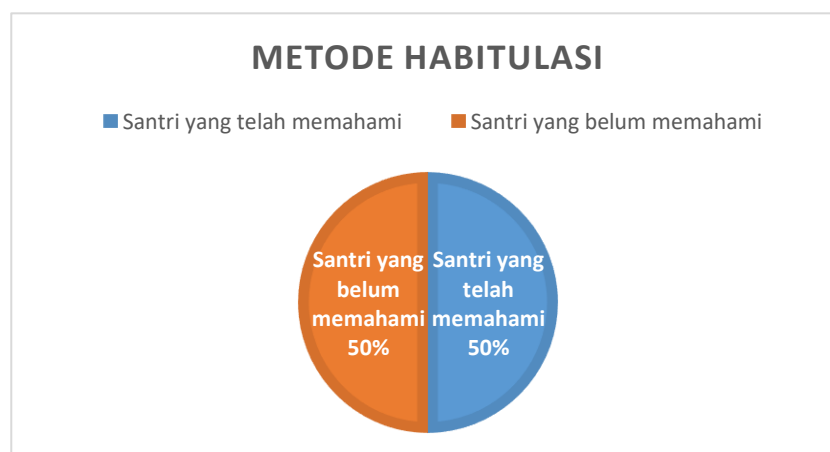 METODE HABITULASI
Santri yang telah memahami
Santri yang belum memahami
Santri yang
belum
memahami
50%
Santri yang
telah
memahami
50%